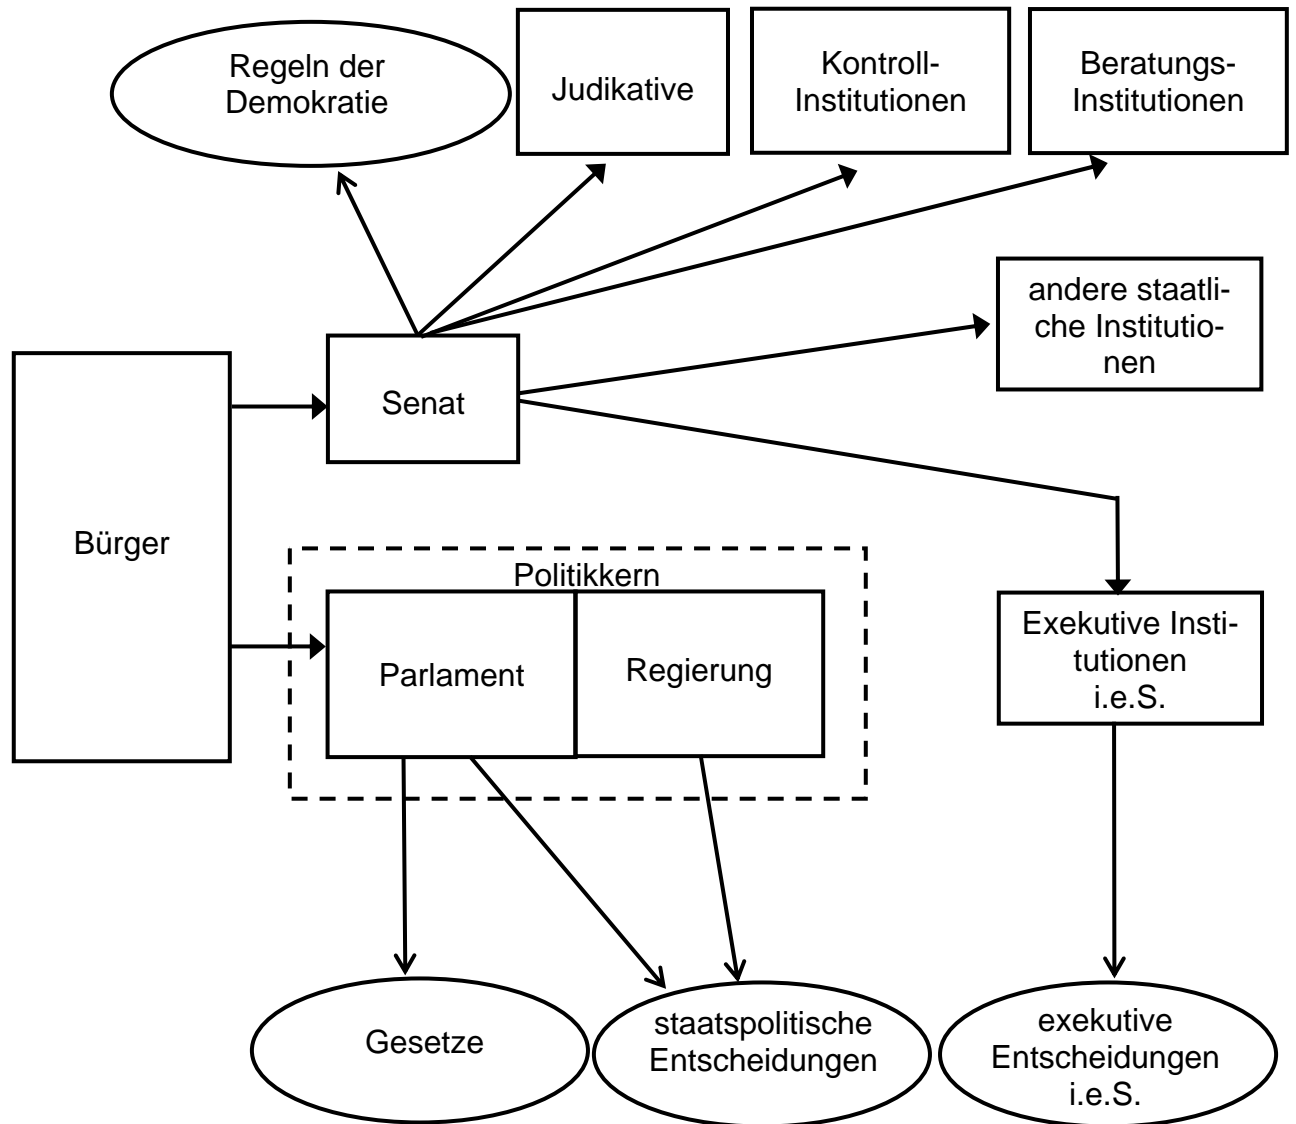 Regeln der
Demokratie
Judikative
Kontroll-
Institutionen
Beratungs-
Institutionen
andere staatli-
che Institutio-
nen
Senat
Bürger
Politikkern
Parlament
Regierung
Exekutive Insti-
tutionen
i.e.S.
Gesetze
staatspolitische
Entscheidungen
exekutive
Entscheidungen
i.e.S.